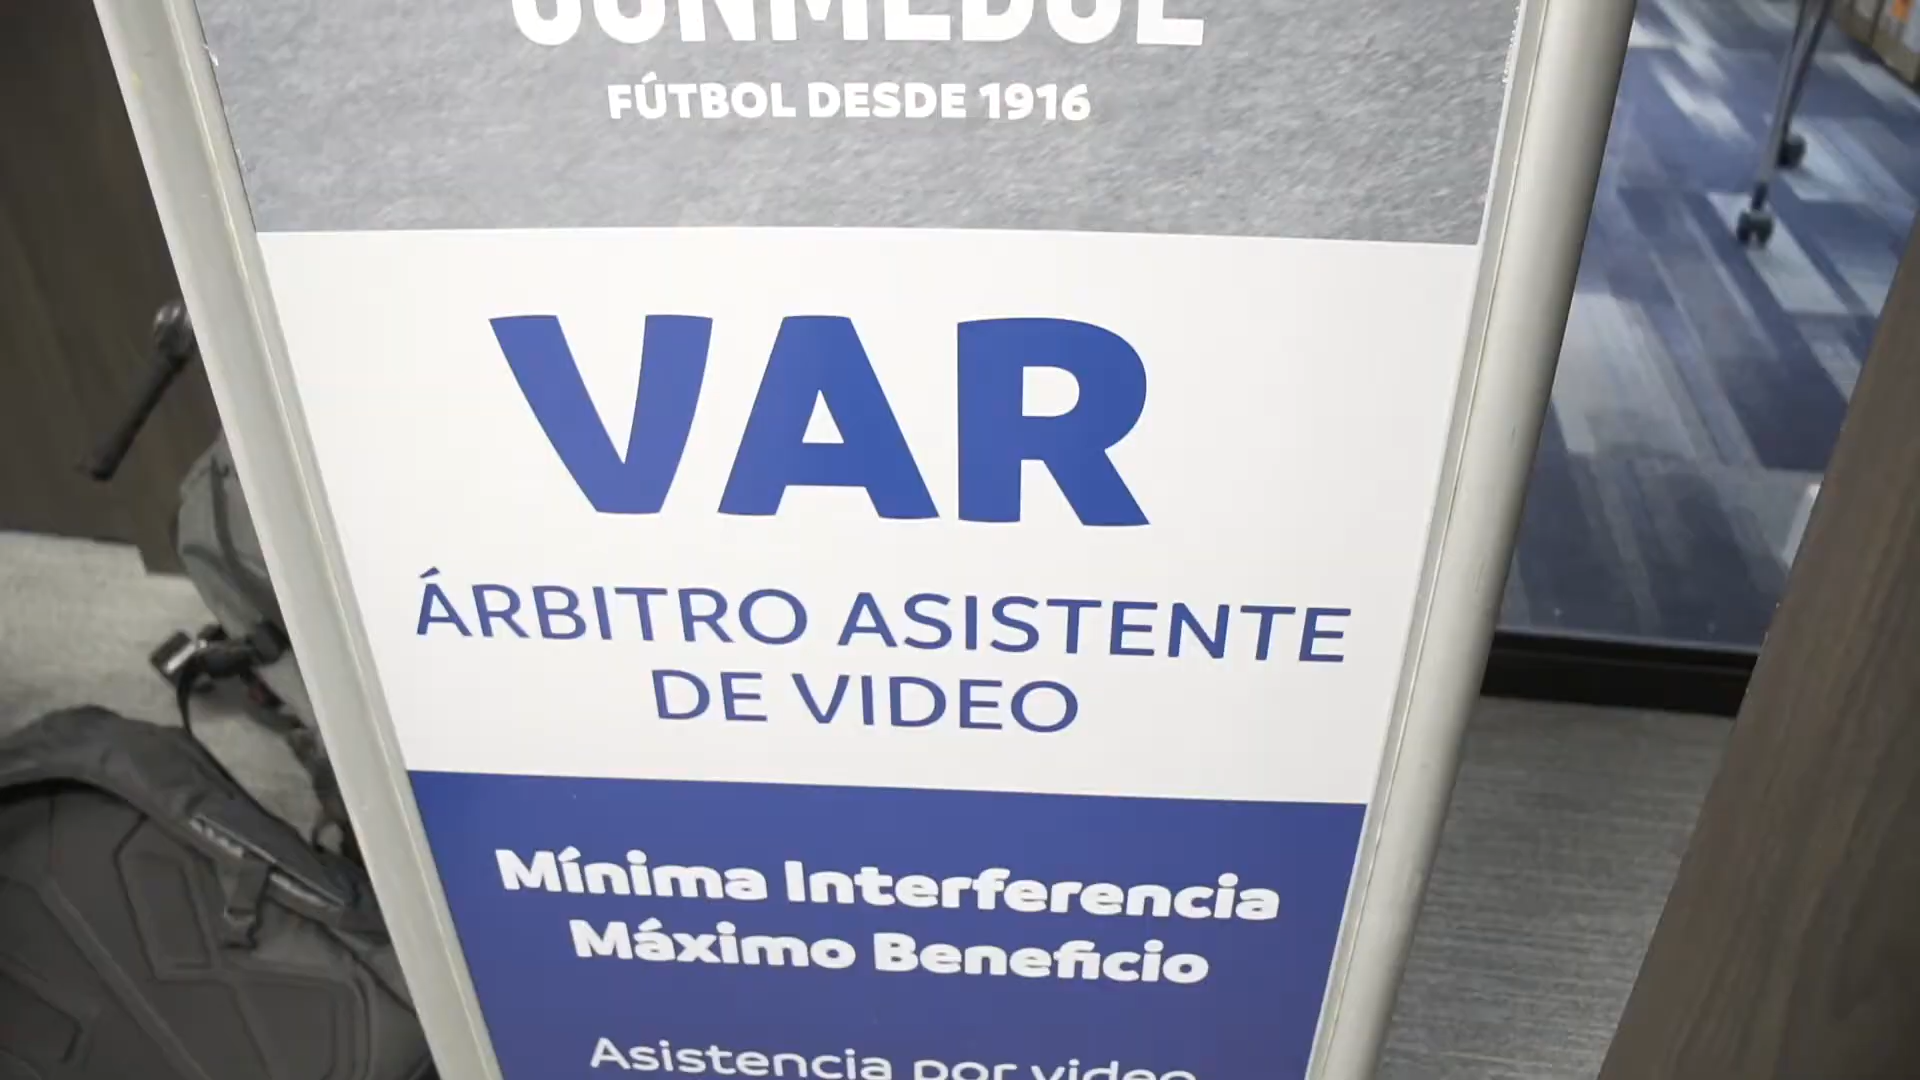 CONMEBOL
FÚTBOL DESDE 1916
VAR
ÁRBITRO ASISTENTE
DE VIDEO
Mínima Interferencia
Máximo Beneficio
Asistencia por video